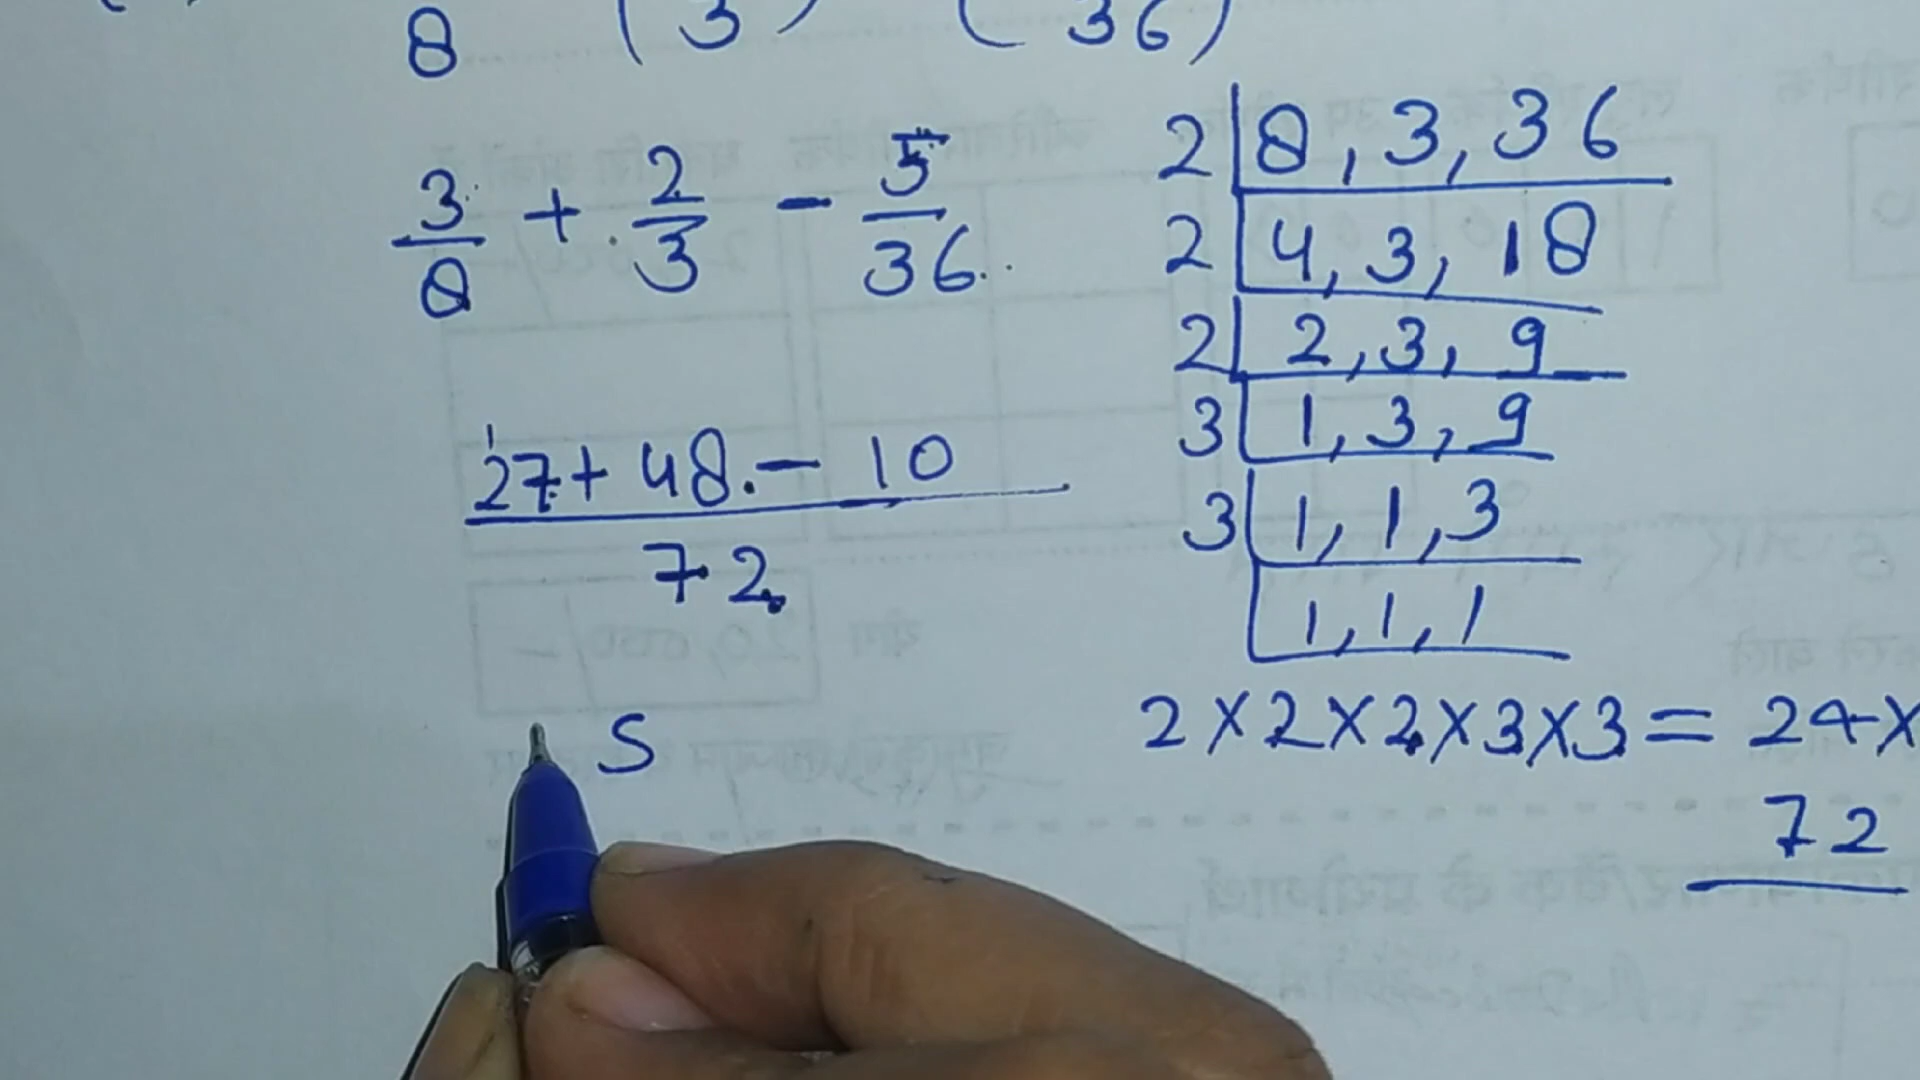 8 ( 3 ) ( 36 )
3/8 + 2/3 - 5/36
2 | 8, 3, 36
2 | 4, 3, 18
2 | 2, 3, 9
3 | 1, 3, 9
3 | 1, 1, 3
1, 1, 1
2 × 2 × 2 × 3 × 3 = 24 ×
72
1
27 + 48 - 10
72
5